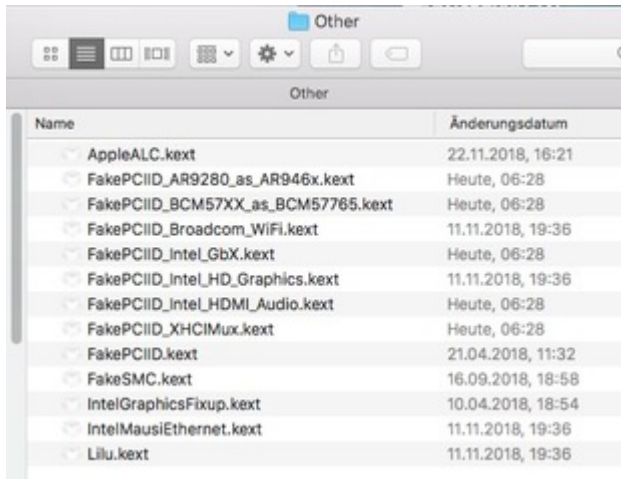 Other
Other
Name Änderungsdatum
AppleALC.kext 22.11.2018, 16:21
FakePCIID_AR9280_as_AR946x.kext Heute, 06:28
FakePCIID_BCM57XX_as_BCM57765.kext Heute, 06:28
FakePCIID_Broadcom_WiFi.kext 11.11.2018, 19:36
FakePCIID_Intel_GbX.kext Heute, 06:28
FakePCIID_Intel_HD_Graphics.kext 11.11.2018, 19:36
FakePCIID_Intel_HDMI_Audio.kext Heute, 06:28
FakePCIID_XHCIMux.kext Heute, 06:28
FakePCIID.kext 21.04.2018, 11:32
FakeSMC.kext 16.09.2018, 18:58
IntelGraphicsFixup.kext 10.04.2018, 18:54
IntelMausiEthernet.kext 11.11.2018, 19:36
Lilu.kext 11.11.2018, 19:36